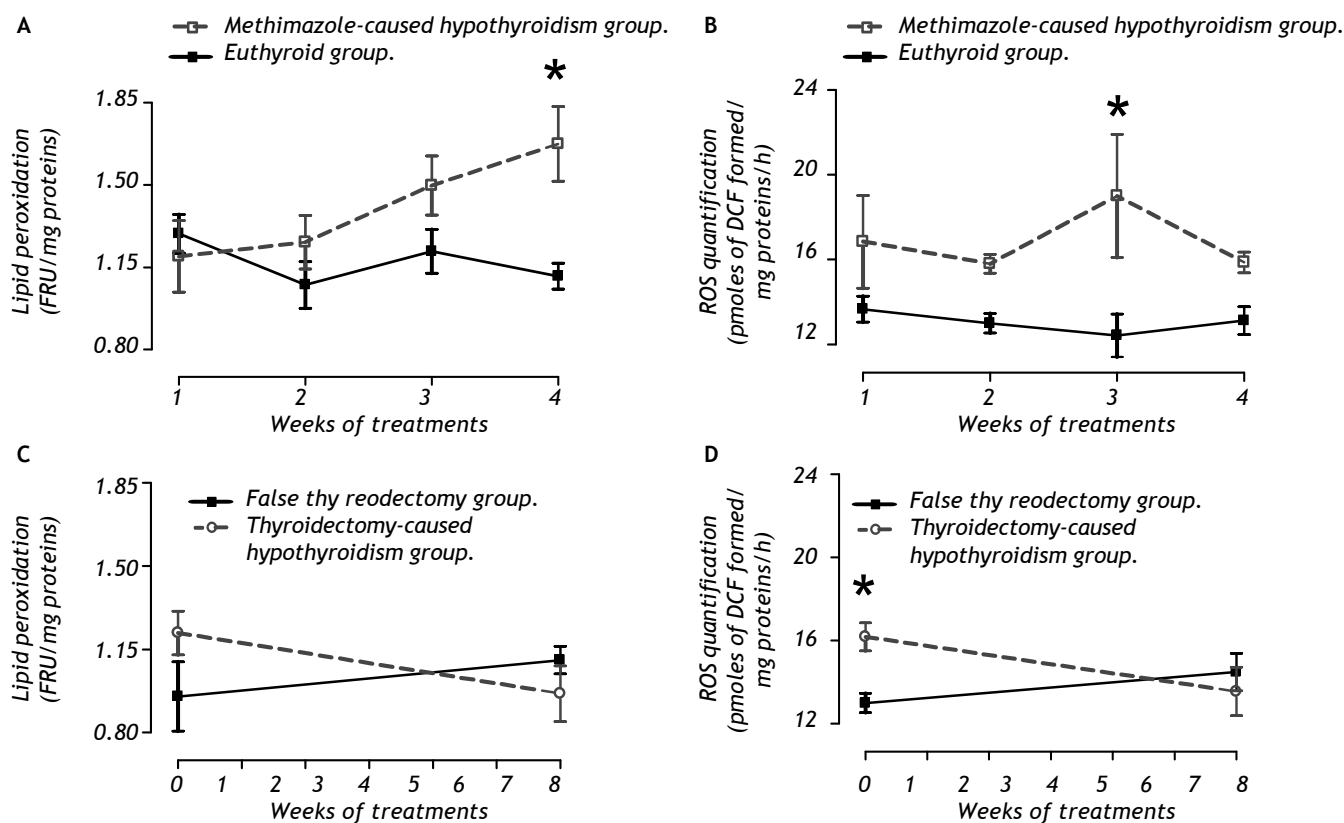 A
Methimazole-caused hypothyroidism group.
Euthyroid group.
*
Lipid peroxidation
(FRU/mg proteins)
1.85
1.50
1.15
0.80
1 2 3 4
Weeks of treatments
B
Methimazole-caused hypothyroidism group.
Euthyroid group.
*
ROS quantification
(pmoles of DCF formed/
mg proteins/h)
24
20
16
12
1 2 3 4
Weeks of treatments
C
False thy reodectomy group.
Thyroidectomy-caused
hypothyroidism group.
Lipid peroxidation
(FRU/mg proteins)
1.85
1.50
1.15
0.80
0 1 2 3 4 5 6 7 8
Weeks of treatments
D
False thy reodectomy group.
Thyroidectomy-caused
hypothyroidism group.
*
ROS quantification
(pmoles of DCF formed/
mg proteins/h)
24
20
16
12
0 1 2 3 4 5 6 7 8
Weeks of treatments